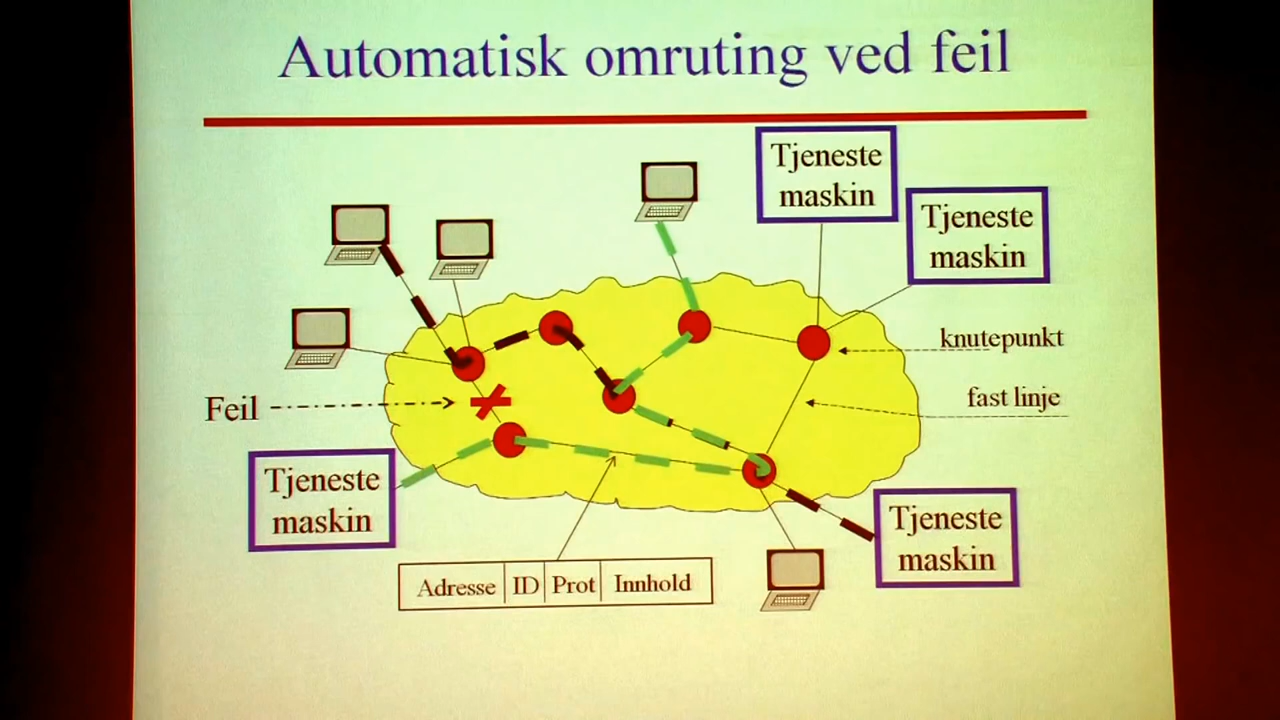 Automatisk omruting ved feil
Tjeneste
maskin
Tjeneste
maskin
knutepunkt
fast linje
Feil
Tjeneste
maskin
Tjeneste
maskin
Adresse ID Prot Innhold